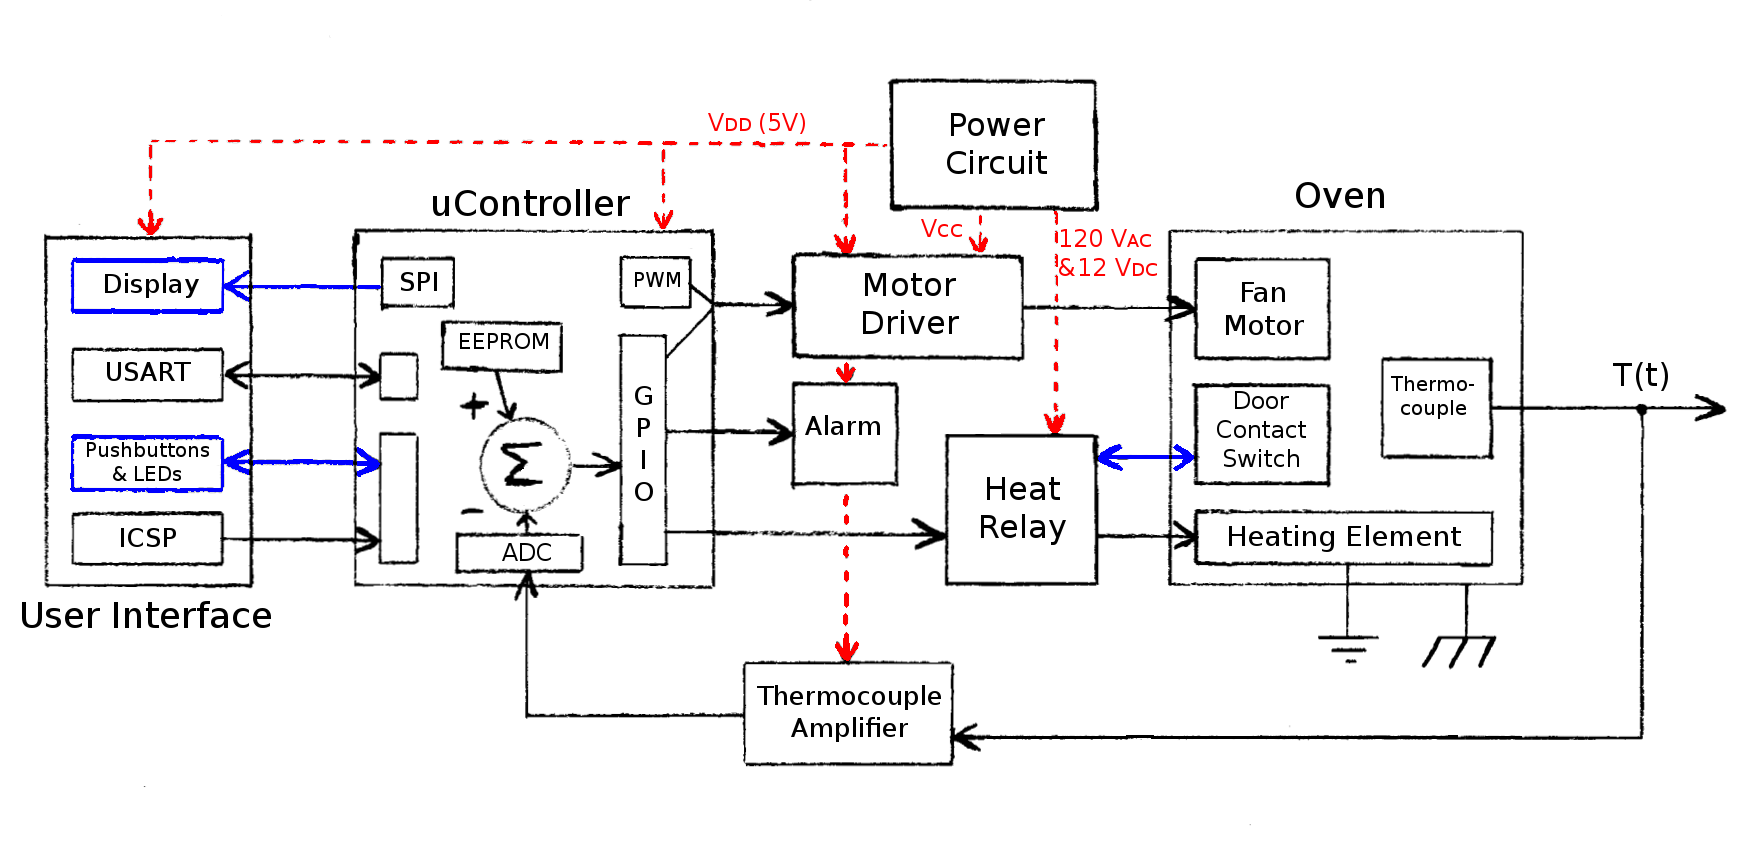 Power
Circuit
VDD (5V)
uController
Oven
VCC
120 VAC
&12 VDC
Display
SPI
PWM
Motor
Driver
Fan
Motor
EEPROM
USART
+
G
P
I
O
Alarm
Door
Contact
Switch
Thermo-
couple
T(t)
Pushbuttons
& LEDs
Σ
−
Heat
Relay
ICSP
ADC
Heating Element
User Interface
Thermocouple
Amplifier